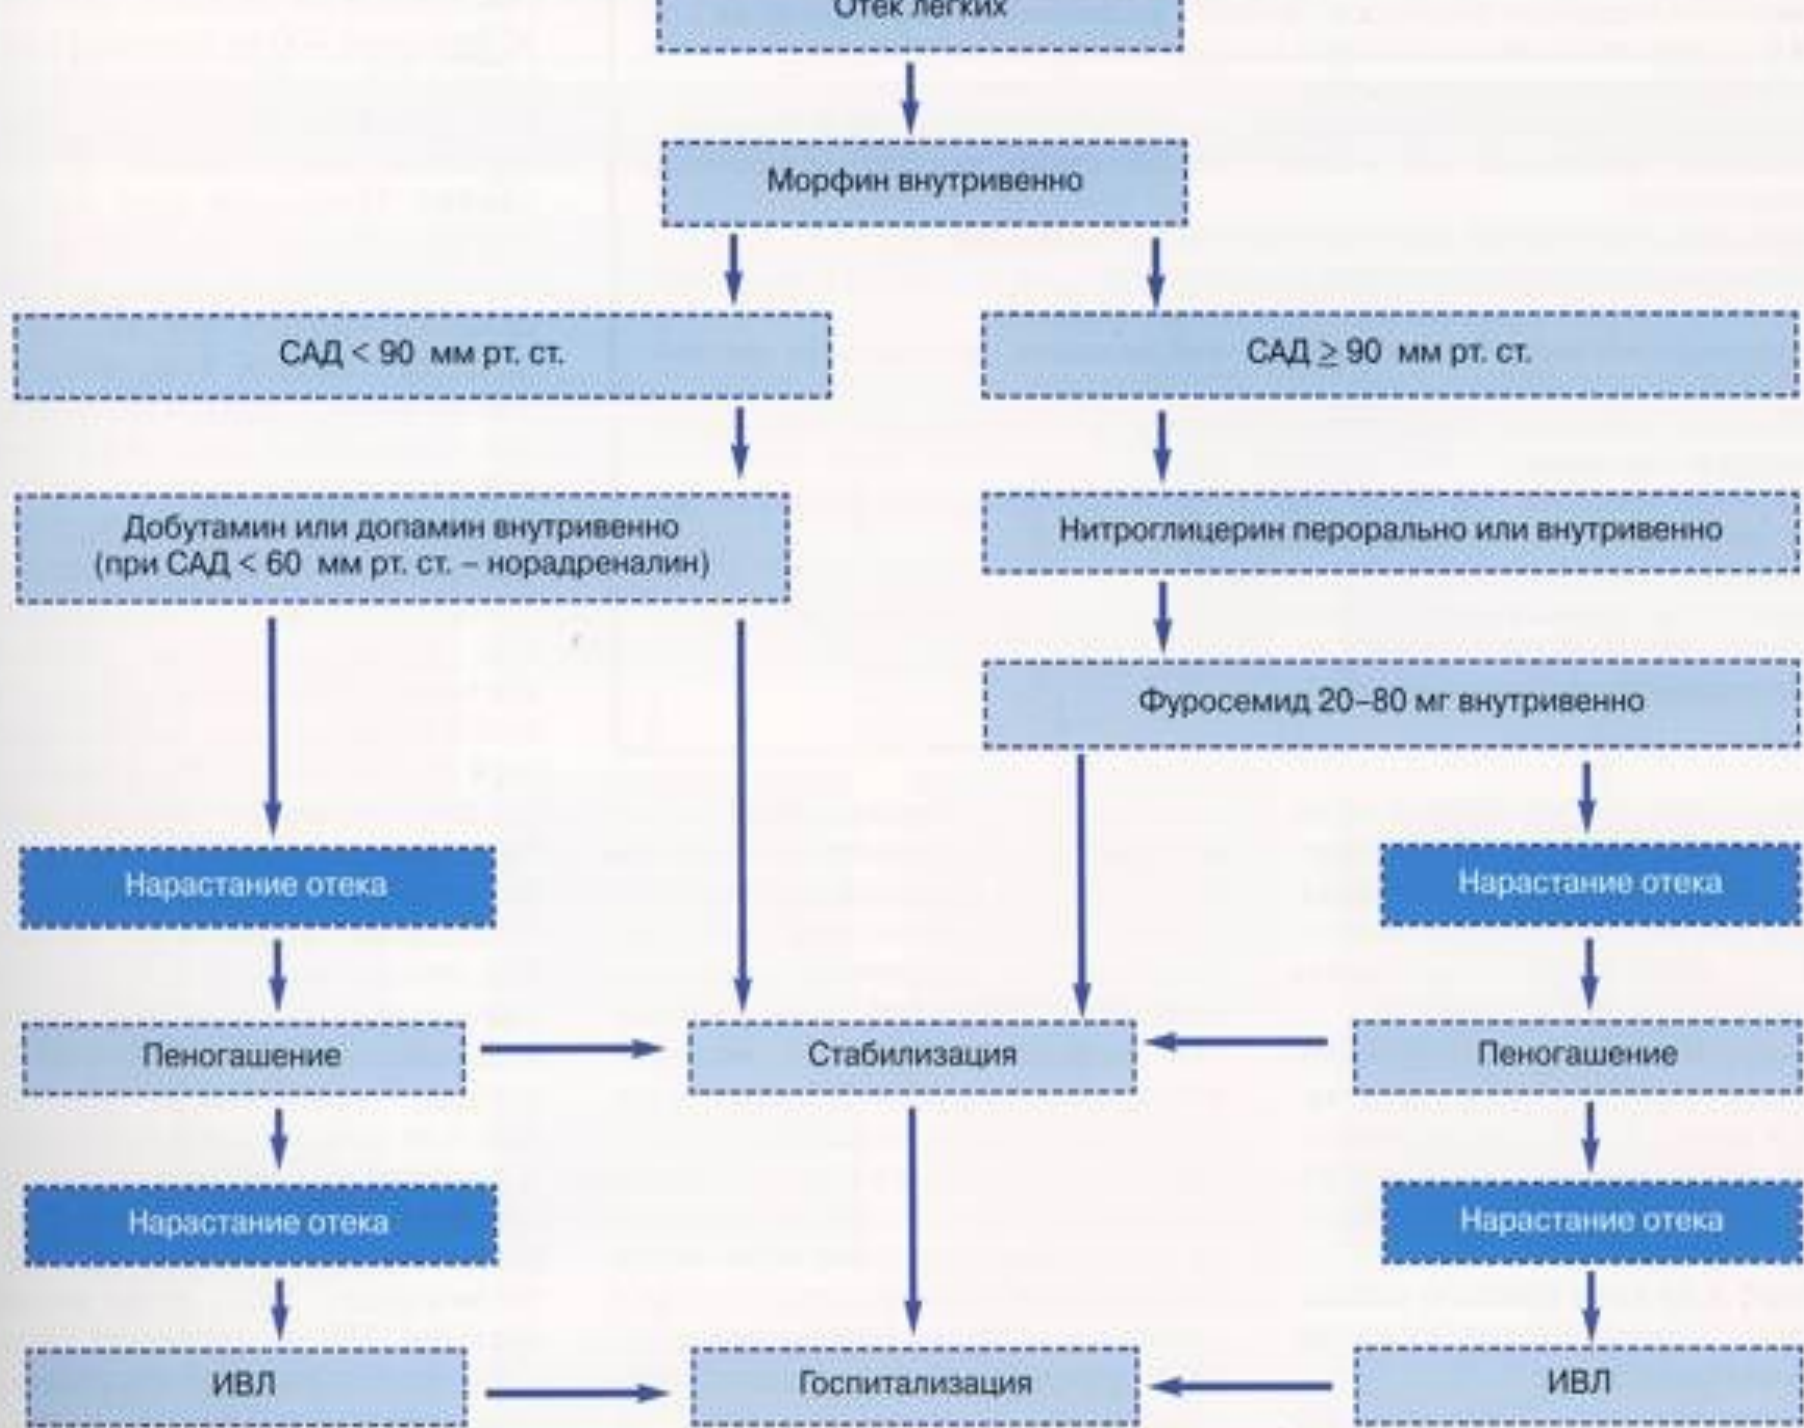 Отек легких
Морфин внутривенно
САД < 90 мм рт. ст.
САД ≥ 90 мм рт. ст.
Добутамин или допамин внутривенно
(при САД < 60 мм рт. ст. – норадреналин)
Нитроглицерин перорально или внутривенно
Фуросемид 20–80 мг внутривенно
Нарастание отека
Нарастание отека
Пеногашение
Стабилизация
Пеногашение
Нарастание отека
Нарастание отека
ИВЛ
Госпитализация
ИВЛ